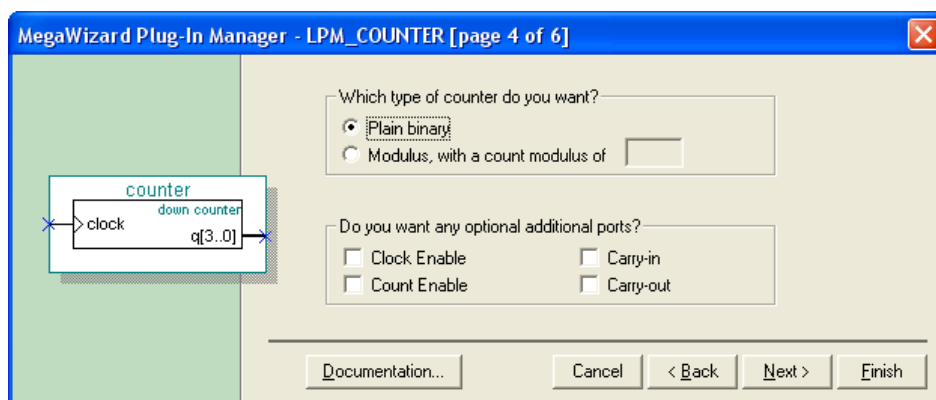 MegaWizard Plug-In Manager - LPM_COUNTER [page 4 of 6]
Which type of counter do you want?
Plain binary
Modulus, with a count modulus of
counter
down counter
clock
q[3..0]
Do you want any optional additional ports?
Clock Enable
Carry-in
Count Enable
Carry-out
Documentation...
Cancel
< Back
Next >
Finish